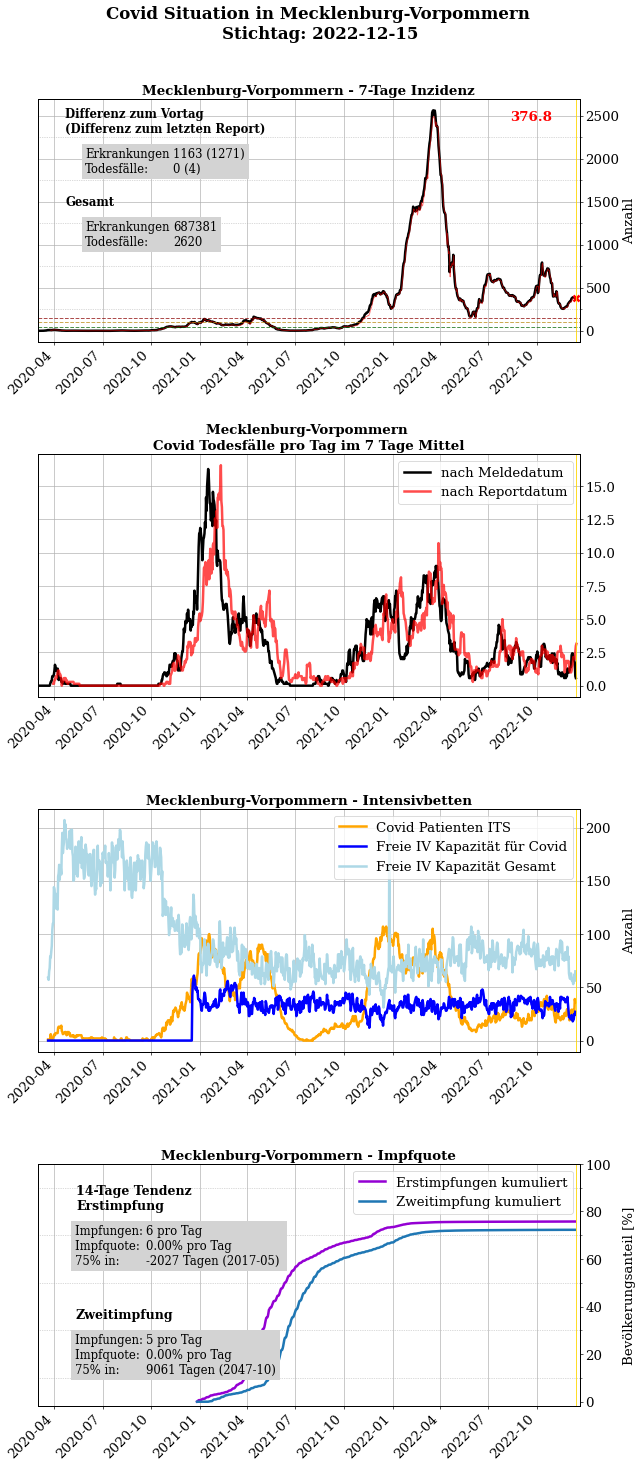 Covid Situation in Mecklenburg-Vorpommern
Stichtag: 2022-12-15
Mecklenburg-Vorpommern - 7-Tage Inzidenz
Differenz zum Vortag
(Differenz zum letzten Report)
Erkrankungen 1163 (1271)
Todesfälle: 0 (4)
Gesamt
Erkrankungen 687381
Todesfälle: 2620
376.8
2500
2000
1500
1000
500
0
Anzahl
2020-04
2020-07
2020-10
2021-01
2021-04
2021-07
2021-10
2022-01
2022-04
2022-07
2022-10
Mecklenburg-Vorpommern
Covid Todesfälle pro Tag im 7 Tage Mittel
nach Meldedatum
nach Reportdatum
15.0
12.5
10.0
7.5
5.0
2.5
0.0
2020-04
2020-07
2020-10
2021-01
2021-04
2021-07
2021-10
2022-01
2022-04
2022-07
2022-10
Mecklenburg-Vorpommern - Intensivbetten
Covid Patienten ITS
Freie IV Kapazität für Covid
Freie IV Kapazität Gesamt
200
150
100
50
0
Anzahl
2020-04
2020-07
2020-10
2021-01
2021-04
2021-07
2021-10
2022-01
2022-04
2022-07
2022-10
Mecklenburg-Vorpommern - Impfquote
14-Tage Tendenz
Erstimpfung
Impfungen: 6 pro Tag
Impfquote: 0.00% pro Tag
75% in: -2027 Tagen (2017-05)
Zweitimpfung
Impfungen: 5 pro Tag
Impfquote: 0.00% pro Tag
75% in: 9061 Tagen (2047-10)
Erstimpfungen kumuliert
Zweitimpfung kumuliert
100
80
60
40
20
0
Bevölkerungsanteil [%]
2020-04
2020-07
2020-10
2021-01
2021-04
2021-07
2021-10
2022-01
2022-04
2022-07
2022-10